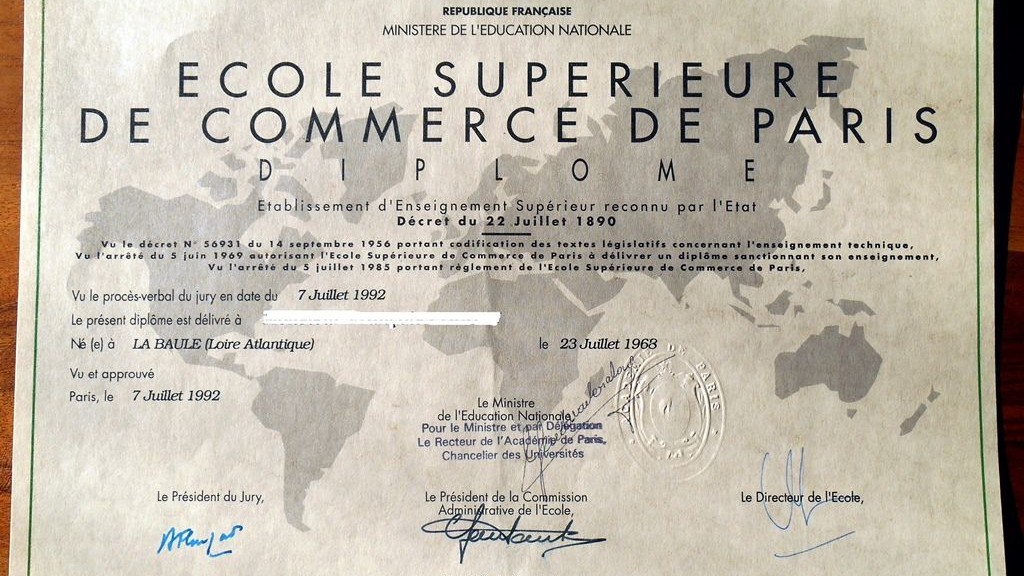 REPUBLIQUE FRANÇAISE
MINISTERE DE L'EDUCATION NATIONALE
ECOLE SUPERIEURE
DE COMMERCE DE PARIS
DIPLOME
Etablissement d'Enseignement Supérieur reconnu par l'Etat
Décret du 22 Juillet 1890
Vu le décret N° 56931 du 14 septembre 1956 portant codification des textes législatifs concernant l'enseignement technique,
Vu l'arrêté du 5 juin 1969 autorisant l'Ecole Supérieure de Commerce de Paris à délivrer un diplôme sanctionnant son enseignement,
Vu l'arrêté du 5 juillet 1985 portant règlement de l'Ecole Supérieure de Commerce de Paris,
Vu le procès-verbal du jury en date du 7 Juillet 1992
Le présent diplôme est délivré à
Né (e) à LA BAULE (Loire Atlantique) le 23 Juillet 1968
Vu et approuvé
Paris, le 7 Juillet 1992
Le Ministre
de l'Education Nationale,
Pour le Ministre et par Délégation
Le Recteur de l'Académie de Paris,
Chancelier des Universités
DE PARIS
Le Président du Jury,
Le Président de la Commission
Administrative de l'Ecole,
Le Directeur de l'Ecole,